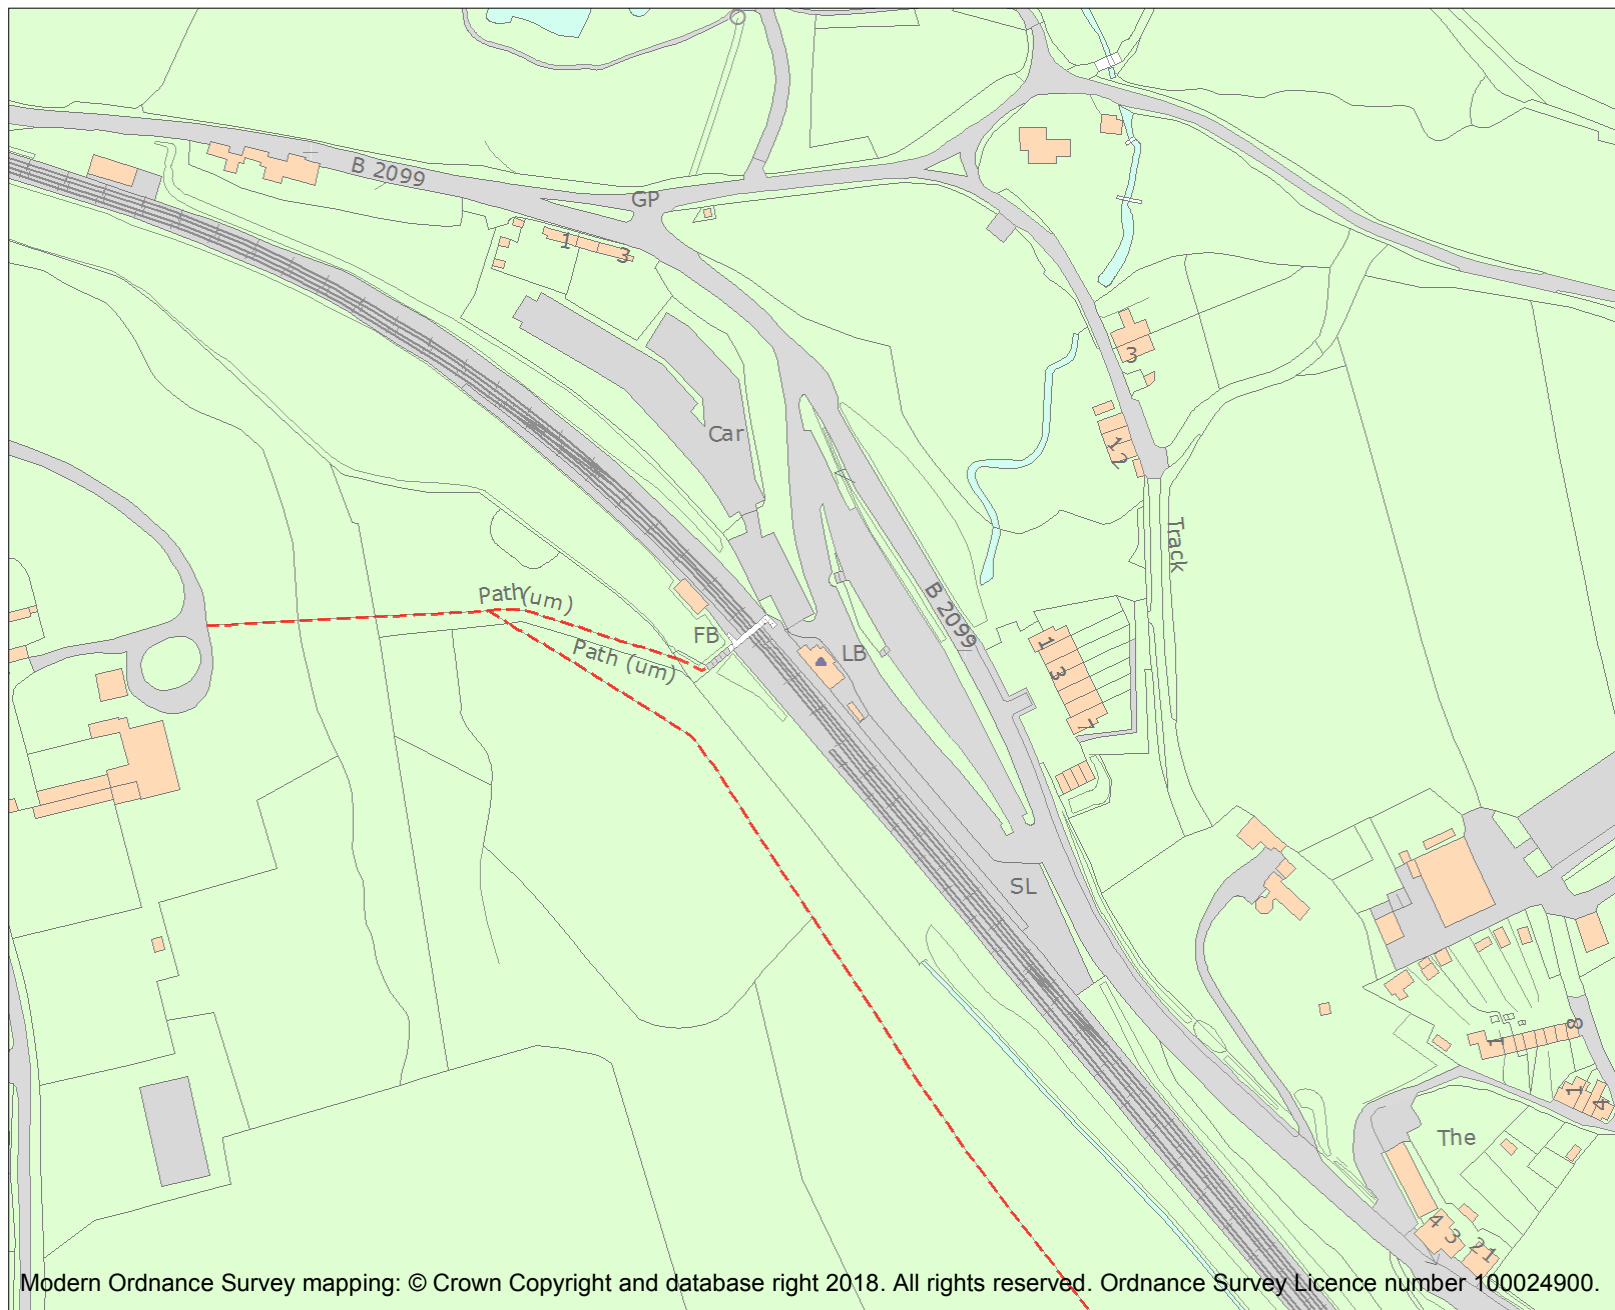 B 2099
GP
1
3
3
Car
1
2
Track
Path (um)
B 2099
FB
Path (um)
LB
1
3
7
SL
1
8
1
4
The
4
3
21
Modern Ordnance Survey mapping: © Crown Copyright and database right 2018. All rights reserved. Ordnance Survey Licence number 100024900.